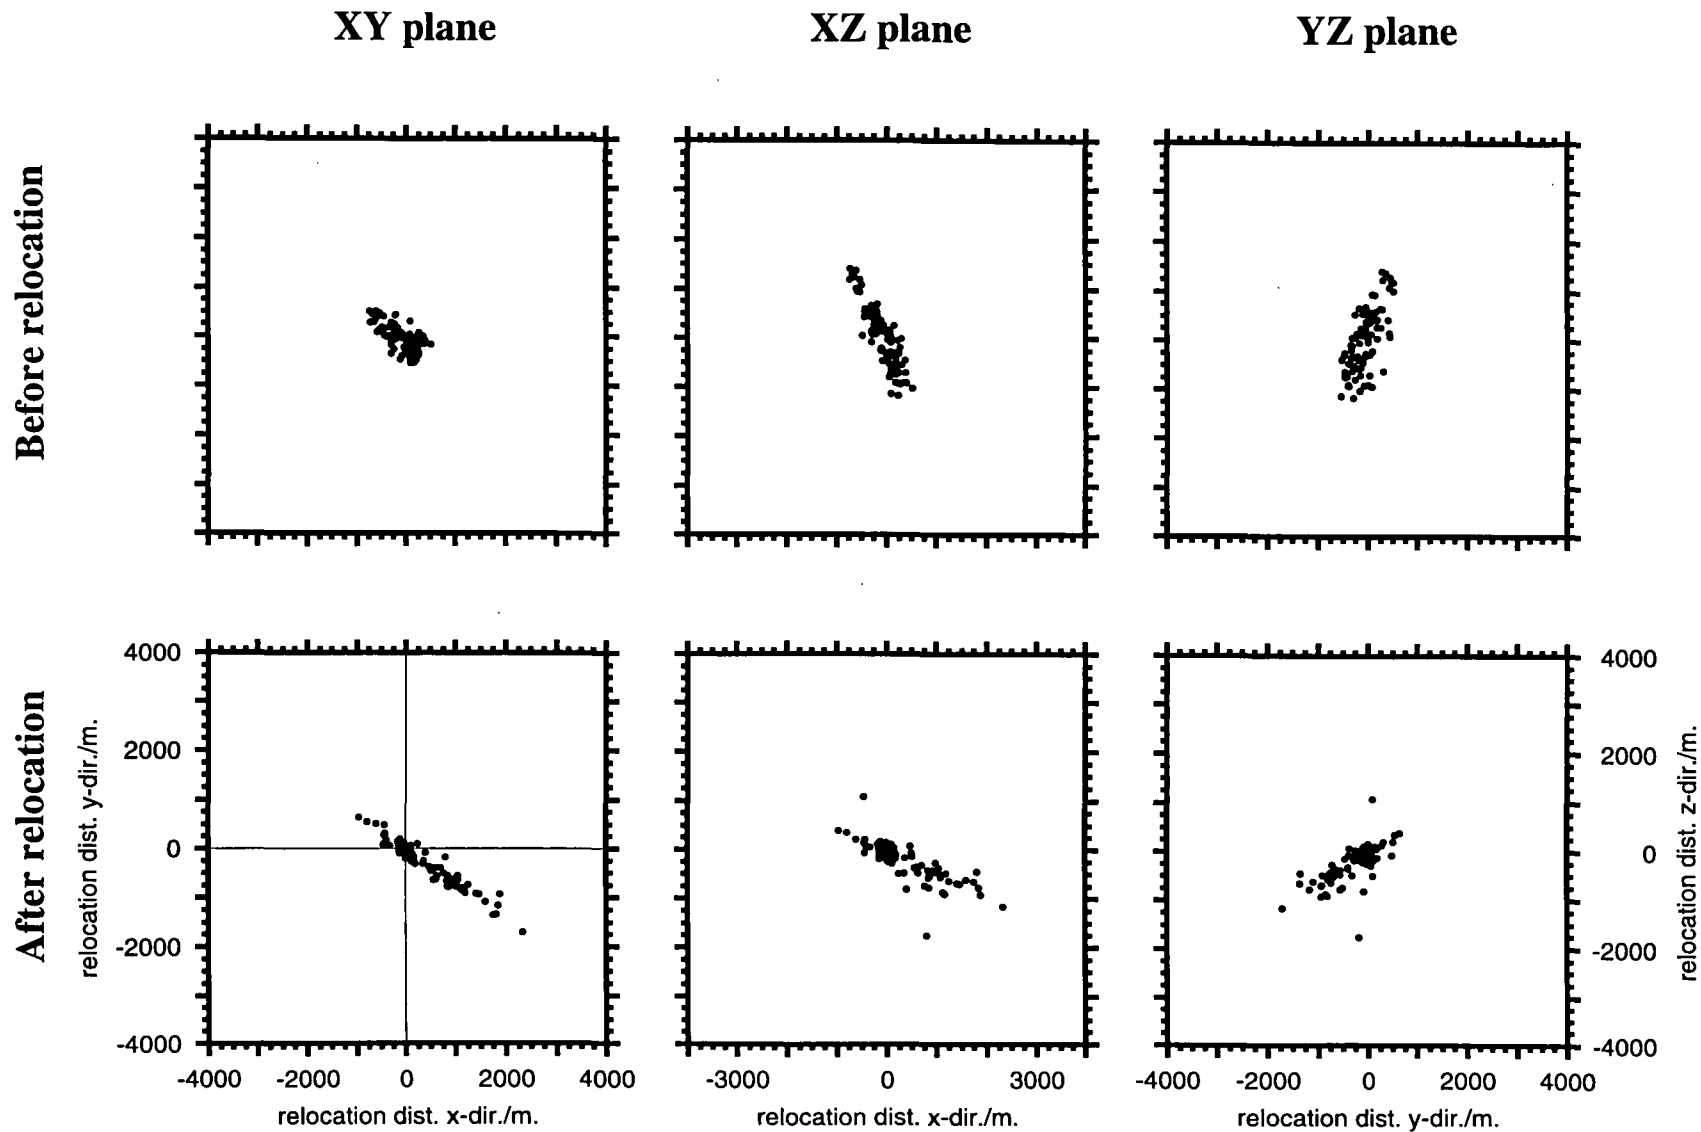 XY plane
XZ plane
YZ plane
Before relocation
After relocation
relocation dist. y-dir./m.
4000
2000
0
-2000
-4000
-4000 -2000 0 2000 4000
relocation dist. x-dir./m.
-3000 0 3000
relocation dist. x-dir./m.
-4000 -2000 0 2000 4000
relocation dist. y-dir./m.
4000
2000
0
-2000
-4000
relocation dist. z-dir./m.